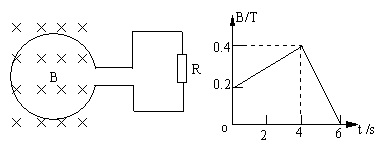 × × × ×
× × × ×
B
R
× × × ×
× × × ×
B/T
0.4
0.2
o
2
4
6
t/s